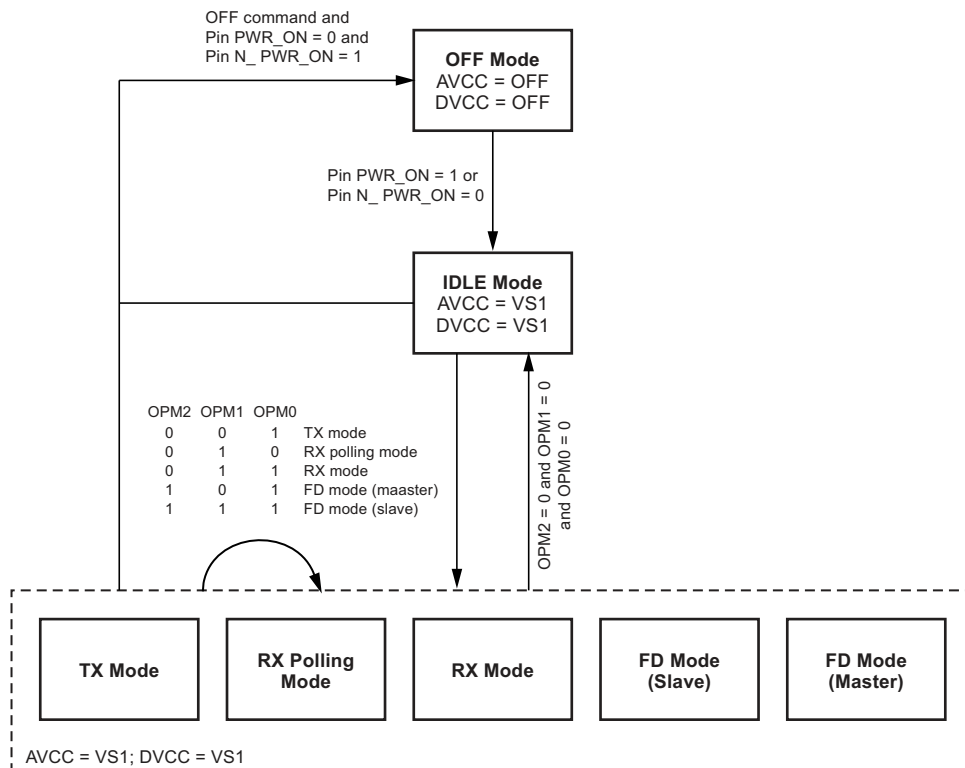 OFF command and
Pin PWR_ON = 0 and
Pin N_ PWR_ON = 1
OFF Mode
AVCC = OFF
DVCC = OFF
Pin PWR_ON = 1 or
Pin N_ PWR_ON = 0
IDLE Mode
AVCC = VS1
DVCC = VS1
OPM2 OPM1 OPM0
0 0 1 TX mode
0 1 0 RX polling mode
0 1 1 RX mode
1 0 1 FD mode (maaster)
1 1 1 FD mode (slave)
OPM2 = 0 and OPM1 = 0
and OPM0 = 0
TX Mode
RX Polling
Mode
RX Mode
FD Mode
(Slave)
FD Mode
(Master)
AVCC = VS1; DVCC = VS1